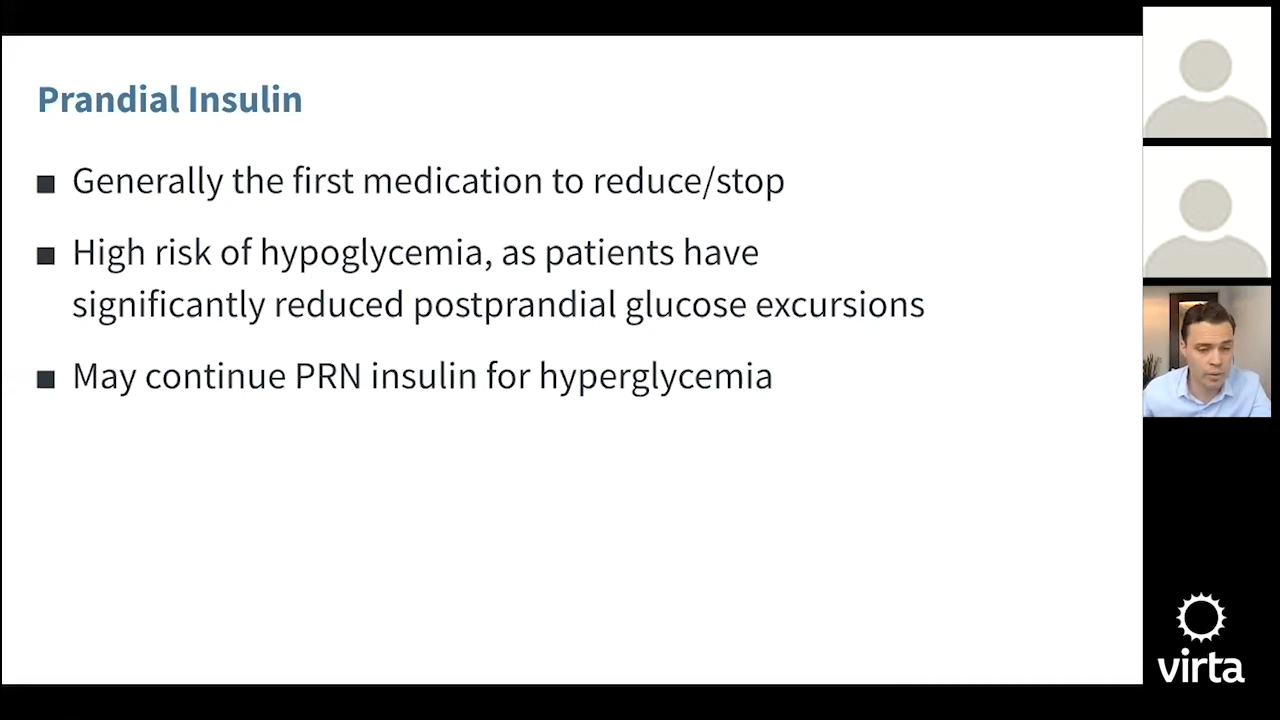 Prandial Insulin
■ Generally the first medication to reduce/stop
■ High risk of hypoglycemia, as patients have
significantly reduced postprandial glucose excursions
■ May continue PRN insulin for hyperglycemia
virta